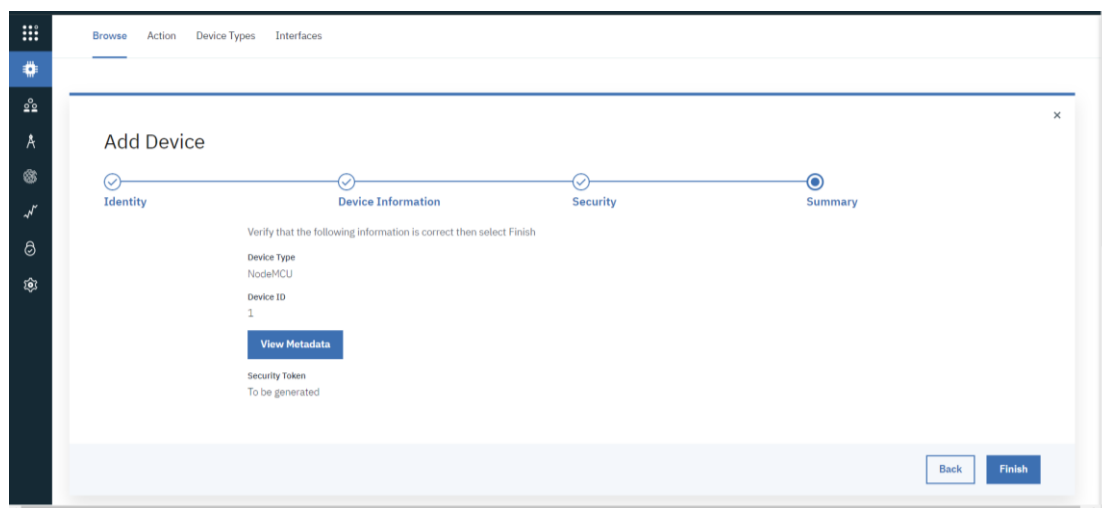 Browse Action Device Types Interfaces
Add Device
Identity Device Information Security Summary
Verify that the following information is correct then select Finish
Device Type
NodeMCU
Device ID
1
View Metadata
Security Token
To be generated
Back Finish